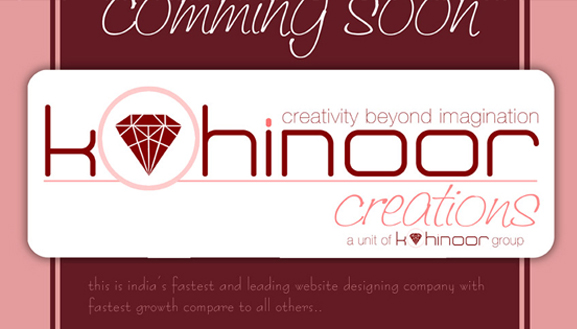 comming soon
creativity beyond imagination
kohinoor
creations
a unit of kohinoor group
this is india's fastest and leading website designing company with
fastest growth compare to all others..